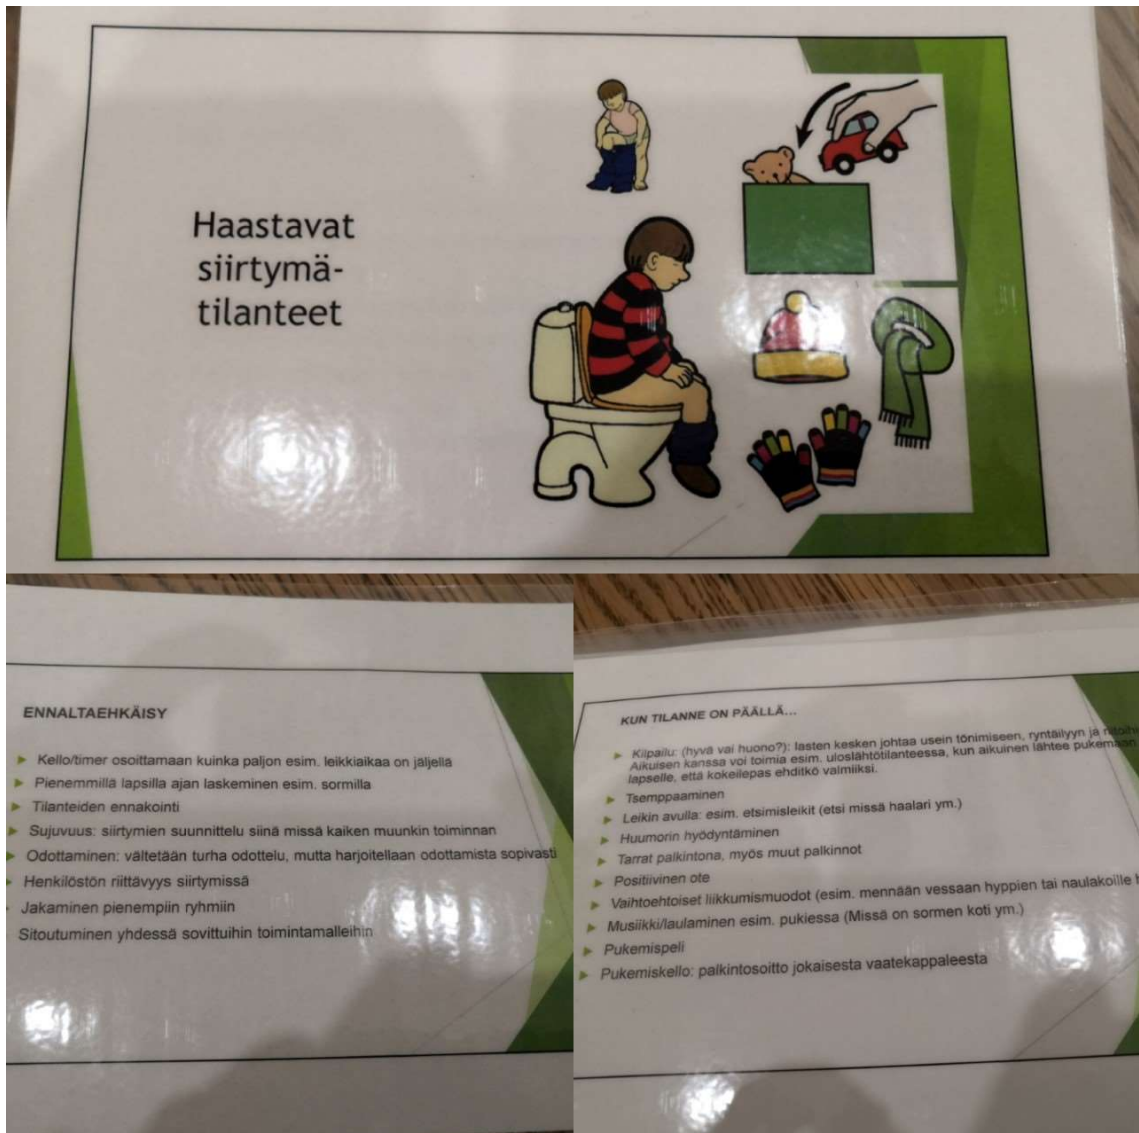 Haastavat
siirtymä-
tilanteet
ENNALTAEHKÄISY
Kello/timer osoittamaan kuinka paljon esim. leikkiaikaa on jäljellä
Pienemmillä lapsilla ajan laskeminen esim. sormilla
Tilanteiden ennakointi
Sujuvuus: siirtymien suunnittelu siinä missä kaiken muunkin toiminnan
Odottaminen: vältetään turha odottelu, mutta harjoitellaan odottamista sopivasti
Henkilöstön riittävyys siirtymissä
Jakaminen pienempiin ryhmiin
Sitoutuminen yhdessä sovittuihin toimintamalleihin
KUN TILANNE ON PÄÄLLÄ...
Kilpailu: (hyvä vai huono?): lasten kesken johtaa usein tönimiseen, ryntäilyyn ja
Aikuisen kanssa voi toimia esim. uloslähtötilanteessa, kun aikuinen lähtee pukemaan
lapselle, että kokeilepas ehditkö valmiiksi.
Tsemppaaminen
Leikin avulla: esim. etsimisleikit (etsi missä haalari ym.)
Huumorin hyödyntäminen
Tarrat palkintona, myös muut palkinnot
Positiivinen ote
Vaihtoehtoiset liikkumismuodot (esim. mennään vessaan hyppien tai naulakoille
Musiikki/laulaminen esim. pukiessa (Missä on sormen koti ym.)
Pukemispeli
Pukemiskello: palkintosoitto jokaisesta vaatekappaleesta